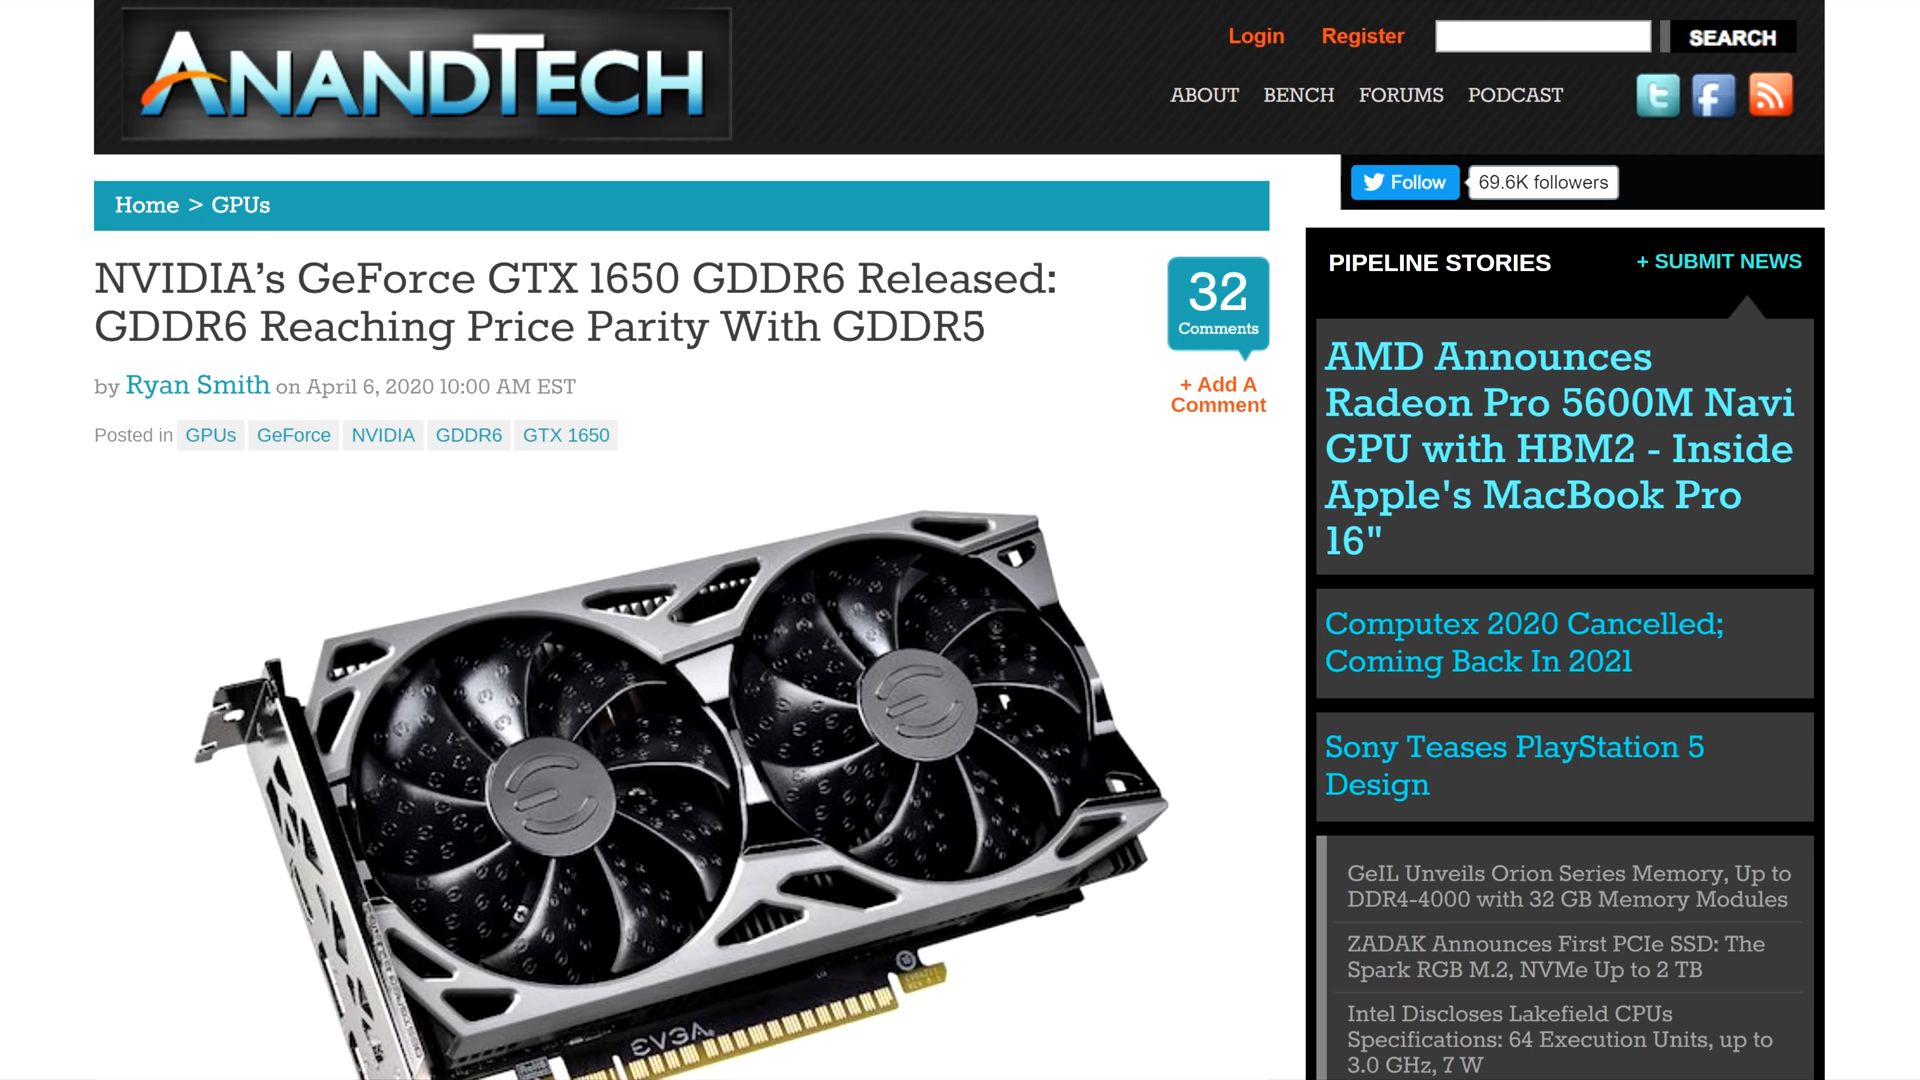 ANANDTECH
Login Register SEARCH
ABOUT BENCH FORUMS PODCAST
Follow 69.6K followers
Home > GPUs
NVIDIA’s GeForce GTX 1650 GDDR6 Released:
GDDR6 Reaching Price Parity With GDDR5
by Ryan Smith on April 6, 2020 10:00 AM EST
Posted in GPUs GeForce NVIDIA GDDR6 GTX 1650
32
Comments
+ Add A
Comment
EVGA
PIPELINE STORIES + SUBMIT NEWS
AMD Announces
Radeon Pro 5600M Navi
GPU with HBM2 - Inside
Apple's MacBook Pro
16"
Computex 2020 Cancelled;
Coming Back In 2021
Sony Teases PlayStation 5
Design
GeIL Unveils Orion Series Memory, Up to
DDR4-4000 with 32 GB Memory Modules
ZADAK Announces First PCIe SSD: The
Spark RGB M.2, NVMe Up to 2 TB
Intel Discloses Lakefield CPUs
Specifications: 64 Execution Units, up to
3.0 GHz, 7 W